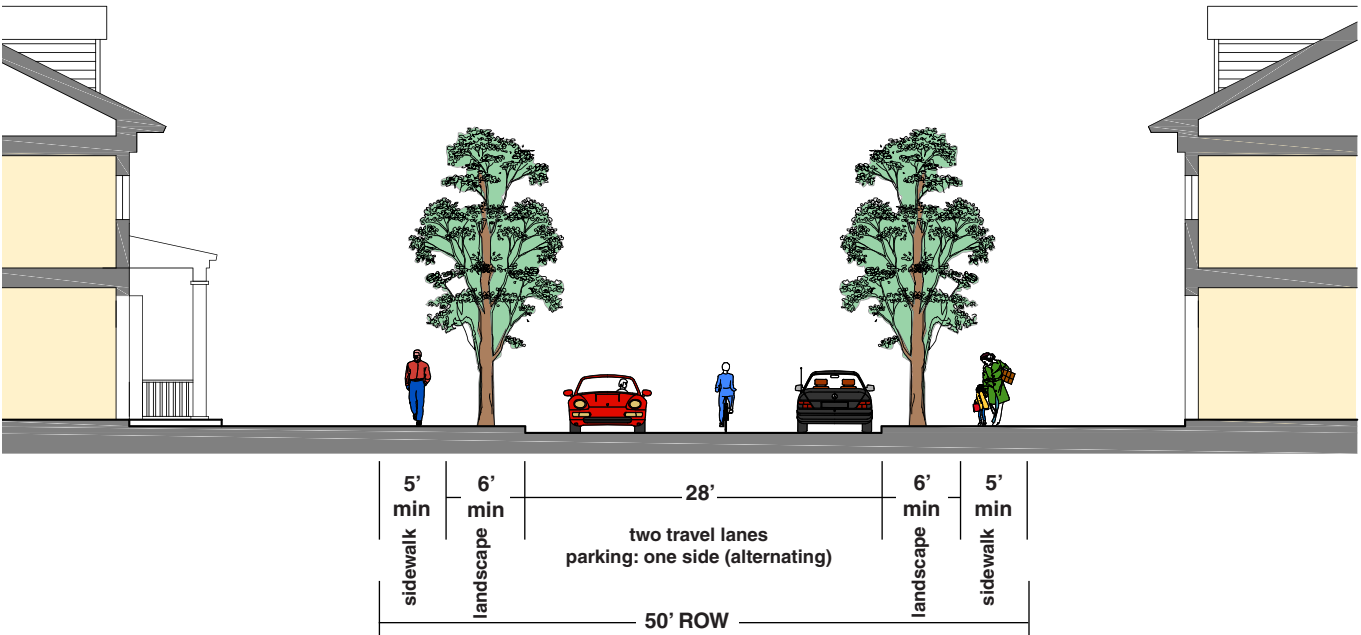 5’ min sidewalk
6’ min landscape
28’
two travel lanes
parking: one side (alternating)
6’ min landscape
5’ min sidewalk
50’ ROW